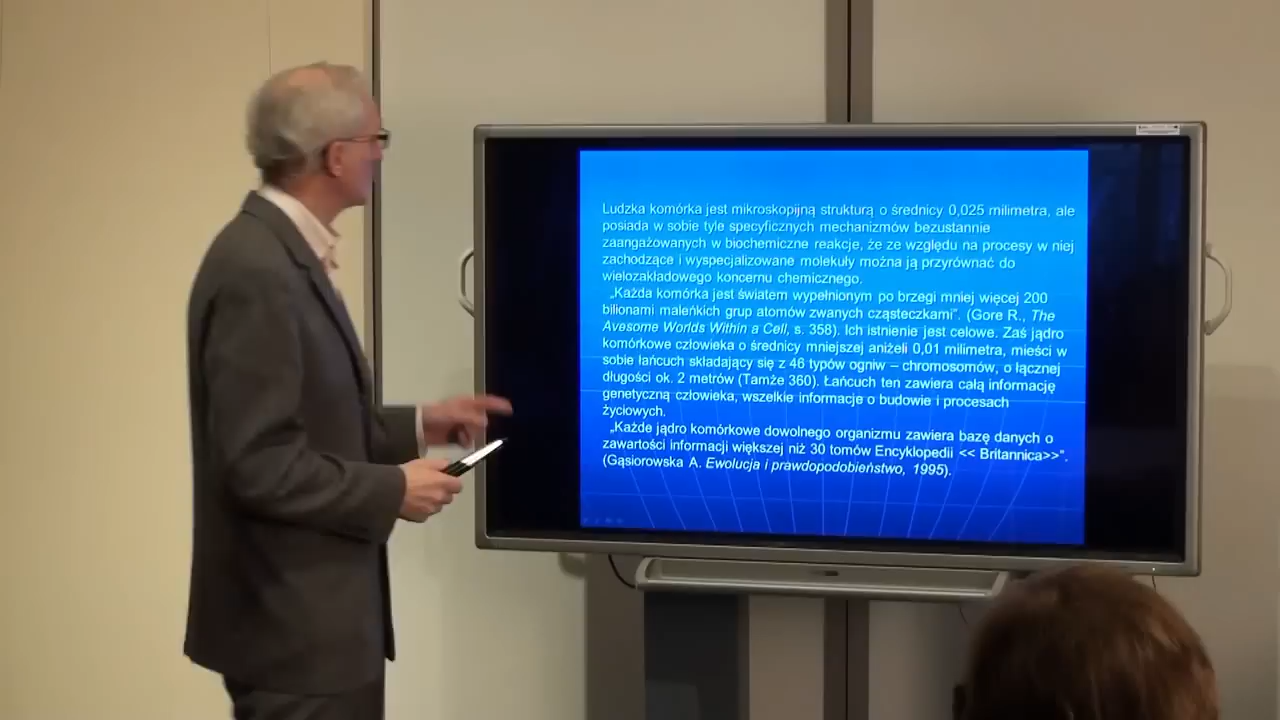 Ludzka komórka jest mikroskopijną strukturą o średnicy 0,025 milimetra, ale
posiada w sobie tyle specyficznych mechanizmów bezustannie
zaangażowanych w biochemiczne reakcje, że ze względu na procesy w niej
zachodzące i wyspecjalizowane molekuły można ją przyrównać do
wielozakładowego koncernu chemicznego.
„Każda komórka jest światem wypełnionym po brzegi mniej więcej 200
bilionami maleńkich grup atomów zwanych cząsteczkami”. (Gore R., The
Avesome Worlds Within a Cell, s. 358). Ich istnienie jest celowe. Zaś jądro
komórkowe człowieka o średnicy mniejszej aniżeli 0,01 milimetra, mieści w
sobie łańcuch składający się z 46 typów ogniw – chromosomów, o łącznej
długości ok. 2 metrów (Tamże 360). Łańcuch ten zawiera całą informację
genetyczną człowieka, wszelkie informacje o budowie i procesach
życiowych.
„Każde jądro komórkowe dowolnego organizmu zawiera bazę danych o
zawartości informacji większej niż 30 tomów Encyklopedii << Britannica>>”.
(Gąsiorowska A. Ewolucja i prawdopodobieństwo, 1995).